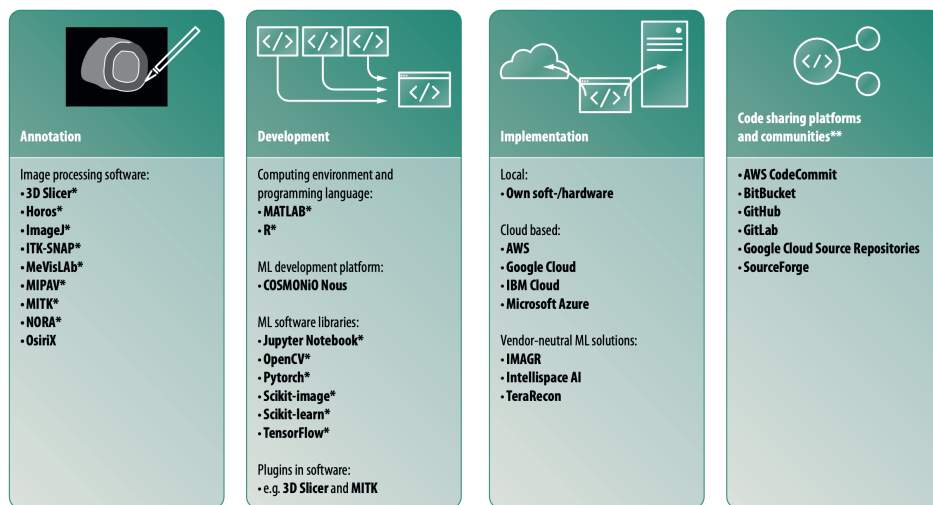 </>
</> </> </>
</>
</>
</>
Annotation
Image processing software:
• 3D Slicer*
• Horos*
• ImageJ*
• ITK-SNAP*
• MeVisLAb*
• MIPAV*
• MITK*
• NORA*
• OsiriX
Development
Computing environment and
programming language:
• MATLAB*
• R*
ML development platform:
• COSMONiO Nous
ML software libraries:
• Jupyter Notebook*
• OpenCV*
• Pytorch*
• Scikit-image*
• Scikit-learn*
• TensorFlow*
Plugins in software:
• e.g. 3D Slicer and MITK
Implementation
Local:
• Own soft-/hardware
Cloud based:
• AWS
• Google Cloud
• IBM Cloud
• Microsoft Azure
Vendor-neutral ML solutions:
• IMAGR
• Intellispace AI
• TeraRecon
Code sharing platforms
and communities**
• AWS CodeCommit
• BitBucket
• GitHub
• GitLab
• Google Cloud Source Repositories
• SourceForge